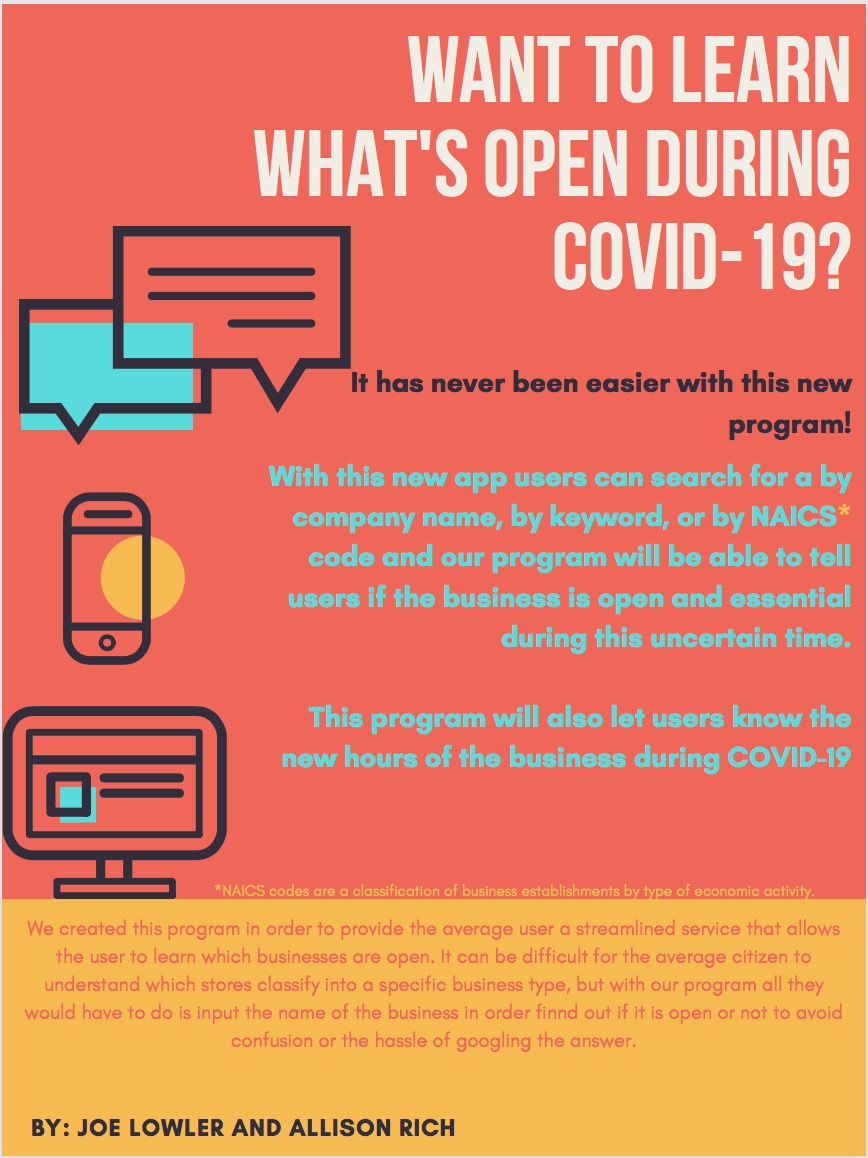 WANT TO LEARN
WHAT'S OPEN DURING
COVID-19?
It has never been easier with this new
program!
With this new app users can search for a by
company name, by keyword, or by NAICS*
code and our program will be able to tell
users if the business is open and essential
during this uncertain time.
This program will also let users know the
new hours of the business during COVID-19
*NAICS codes are a classification of business establishments by type of economic activity.
We created this program in order to provide the average user a streamlined service that allows
the user to learn which businesses are open. It can be difficult for the average citizen to
understand which stores classify into a specific business type, but with our program all they
would have to do is input the name of the business in order finnd out if it is open or not to avoid
confusion or the hassle of googling the answer.
BY: JOE LOWLER AND ALLISON RICH